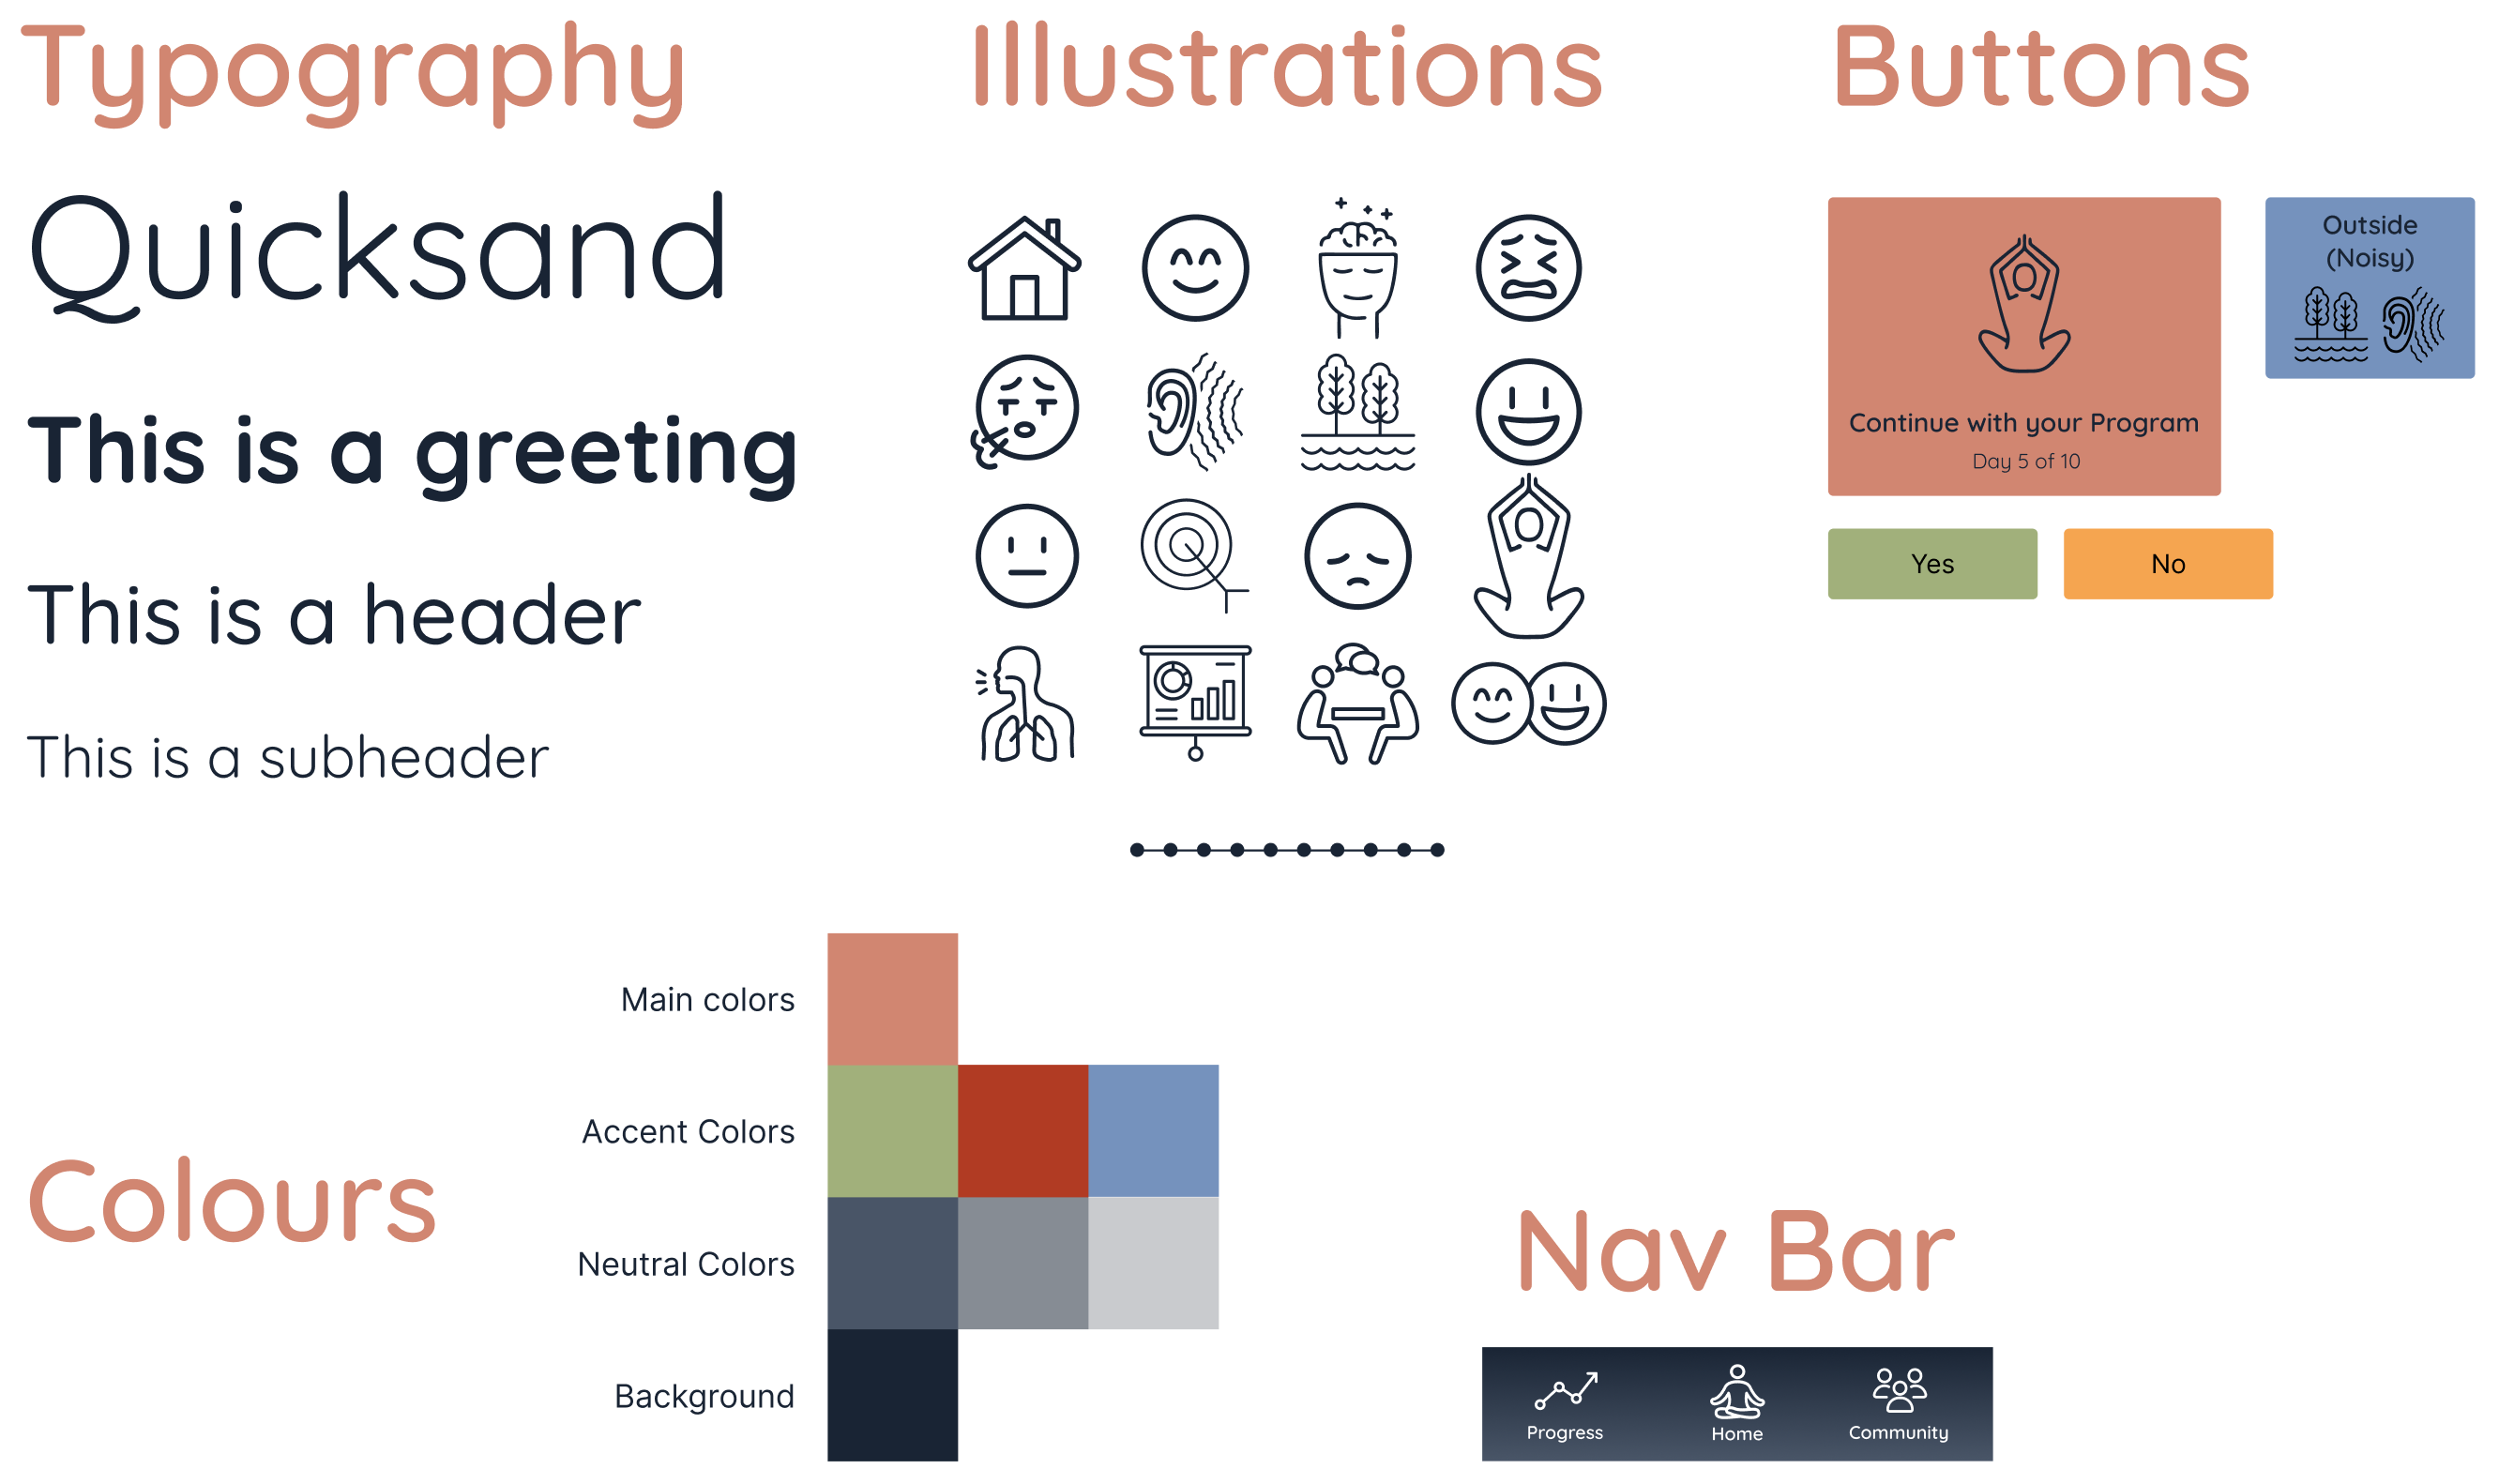 Typography
Quicksand
This is a greeting
This is a header
This is a subheader
Illustrations
Buttons
Continue with your Program
Day 5 of 10
Outside
(Noisy)
Yes
No
Colours
Main colors
Accent Colors
Neutral Colors
Background
Nav Bar
Progress
Home
Community